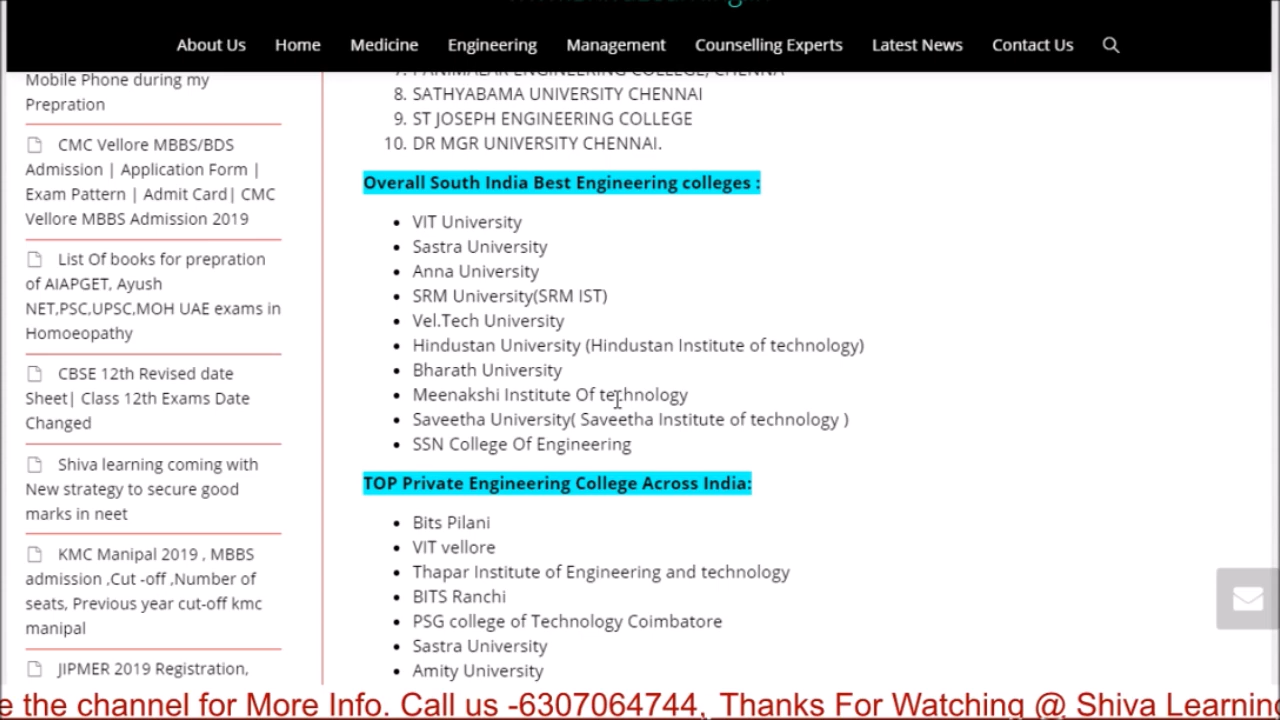 About Us Home Medicine Engineering Management Counselling Experts Latest News Contact Us
Mobile Phone during my
Prepration
CMC Vellore MBBS/BDS
Admission | Application Form |
Exam Pattern | Admit Card| CMC
Vellore MBBS Admission 2019
List Of books for prepration
of AIAPGET, Ayush
NET,PSC,UPSC,MOH UAE exams in
Homoeopathy
CBSE 12th Revised date
Sheet| Class 12th Exams Date
Changed
Shiva learning coming with
New strategy to secure good
marks in neet
KMC Manipal 2019 , MBBS
admission ,Cut -off ,Number of
seats, Previous year cut-off kmc
manipal
JIPMER 2019 Registration,
7. PANIMALAR ENGINEERING COLLEGE, CHENNA
8. SATHYABAMA UNIVERSITY CHENNAI
9. ST JOSEPH ENGINEERING COLLEGE
10. DR MGR UNIVERSITY CHENNAI.
Overall South India Best Engineering colleges :
VIT University
Sastra University
Anna University
SRM University(SRM IST)
Vel.Tech University
Hindustan University (Hindustan Institute of technology)
Bharath University
Meenakshi Institute Of technology
Saveetha University( Saveetha Institute of technology )
SSN College Of Engineering
TOP Private Engineering College Across India:
Bits Pilani
VIT vellore
Thapar Institute of Engineering and technology
BITS Ranchi
PSG college of Technology Coimbatore
Sastra University
Amity University
e the channel for More Info. Call us -6307064744, Thanks For Watching @ Shiva Learning